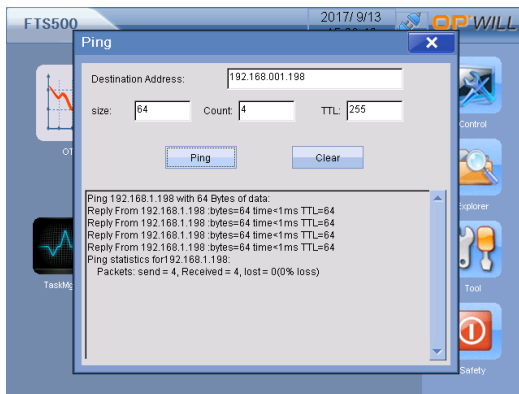 FTS500
2017/ 9/13
OPWILL
Ping
X
Destination Address: 192.168.001.198
size: 64 Count: 4 TTL: 255
Ping Clear
Ping 192.168.1.198 with 64 Bytes of data:
Reply From 192.168.1.198 :bytes=64 time<1ms TTL=64
Reply From 192.168.1.198 :bytes=64 time<1ms TTL=64
Reply From 192.168.1.198 :bytes=64 time<1ms TTL=64
Reply From 192.168.1.198 :bytes=64 time<1ms TTL=64
Ping statistics for192.168.1.198:
Packets: send = 4, Received = 4, lost = 0(0% loss)
Control
Tool
Safety